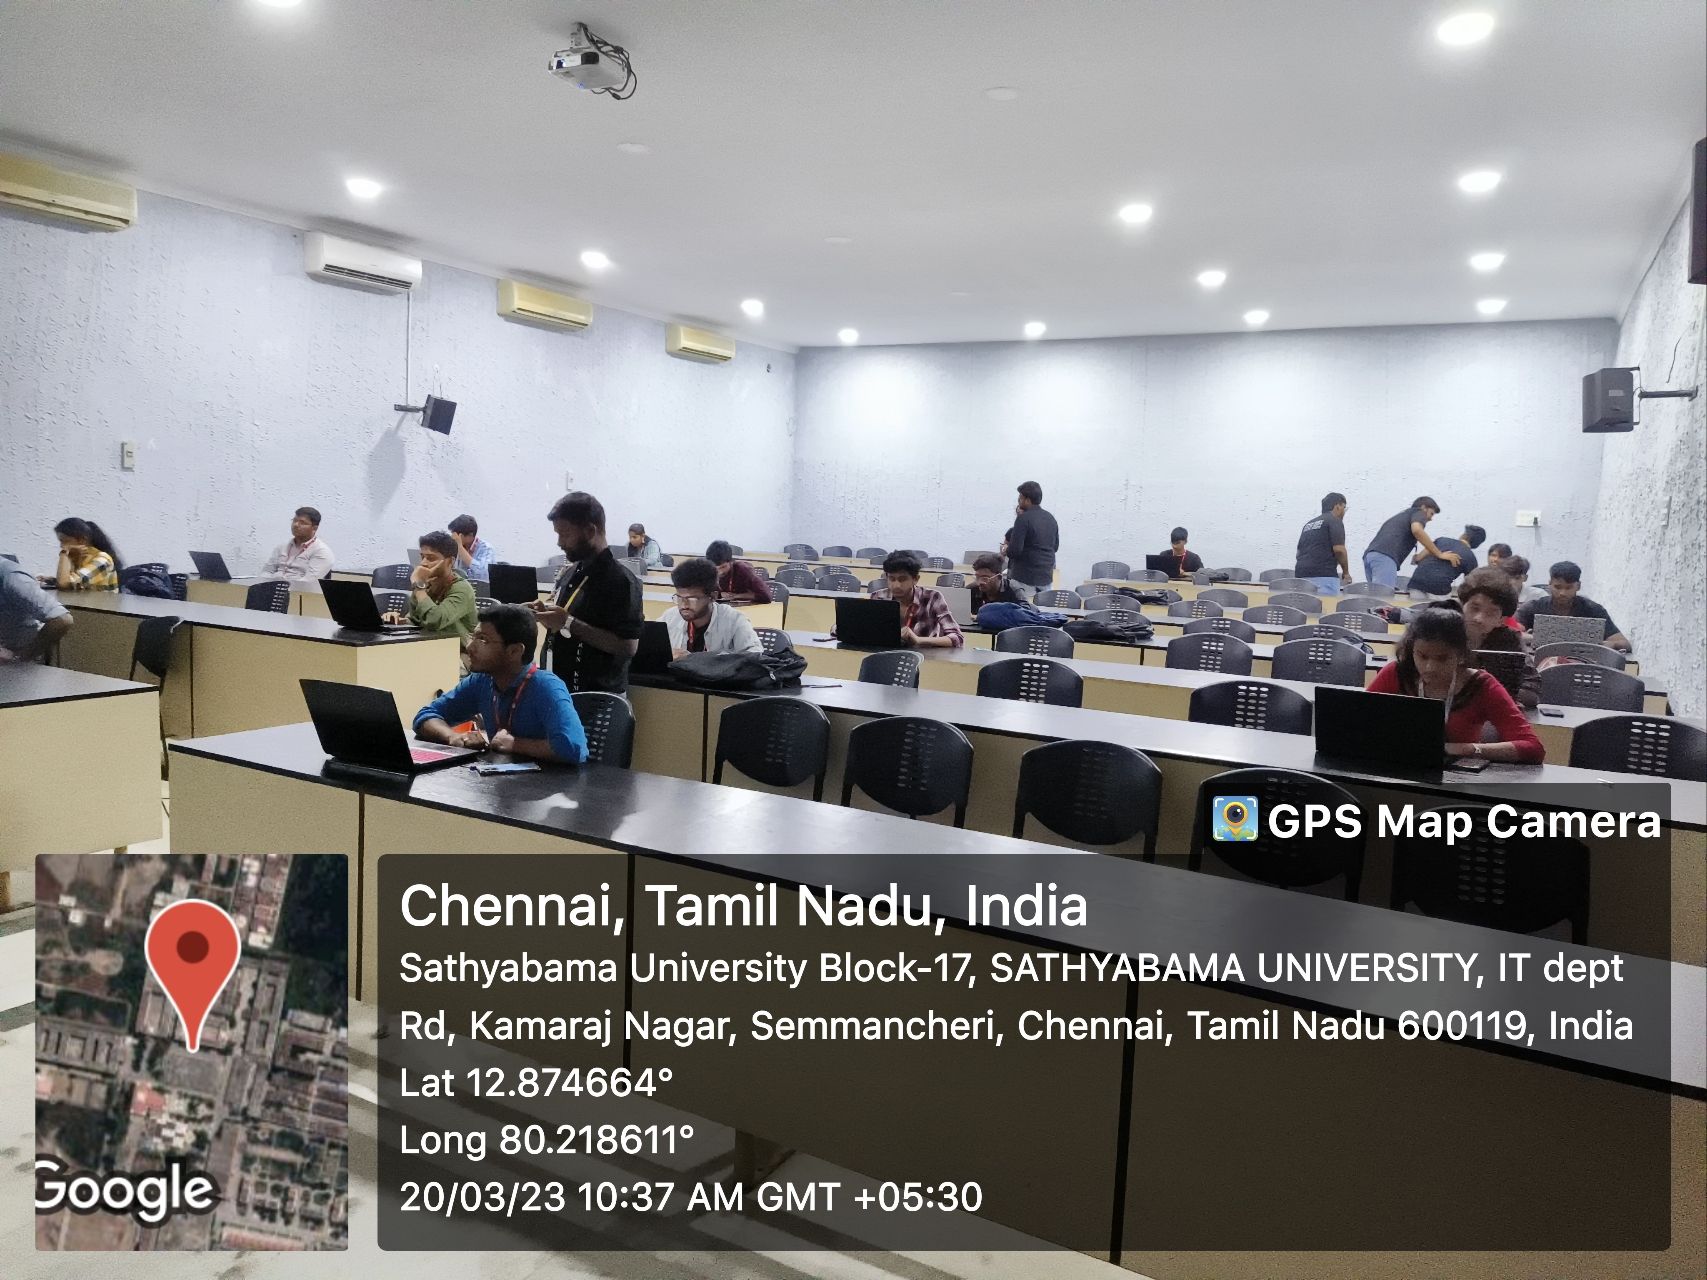 GPS Map Camera
Chennai, Tamil Nadu, India
Sathyabama University Block-17, SATHYABAMA UNIVERSITY, IT dept
Rd, Kamaraj Nagar, Semmancheri, Chennai, Tamil Nadu 600119, India
Lat 12.874664°
Long 80.218611°
20/03/23 10:37 AM GMT +05:30
Google